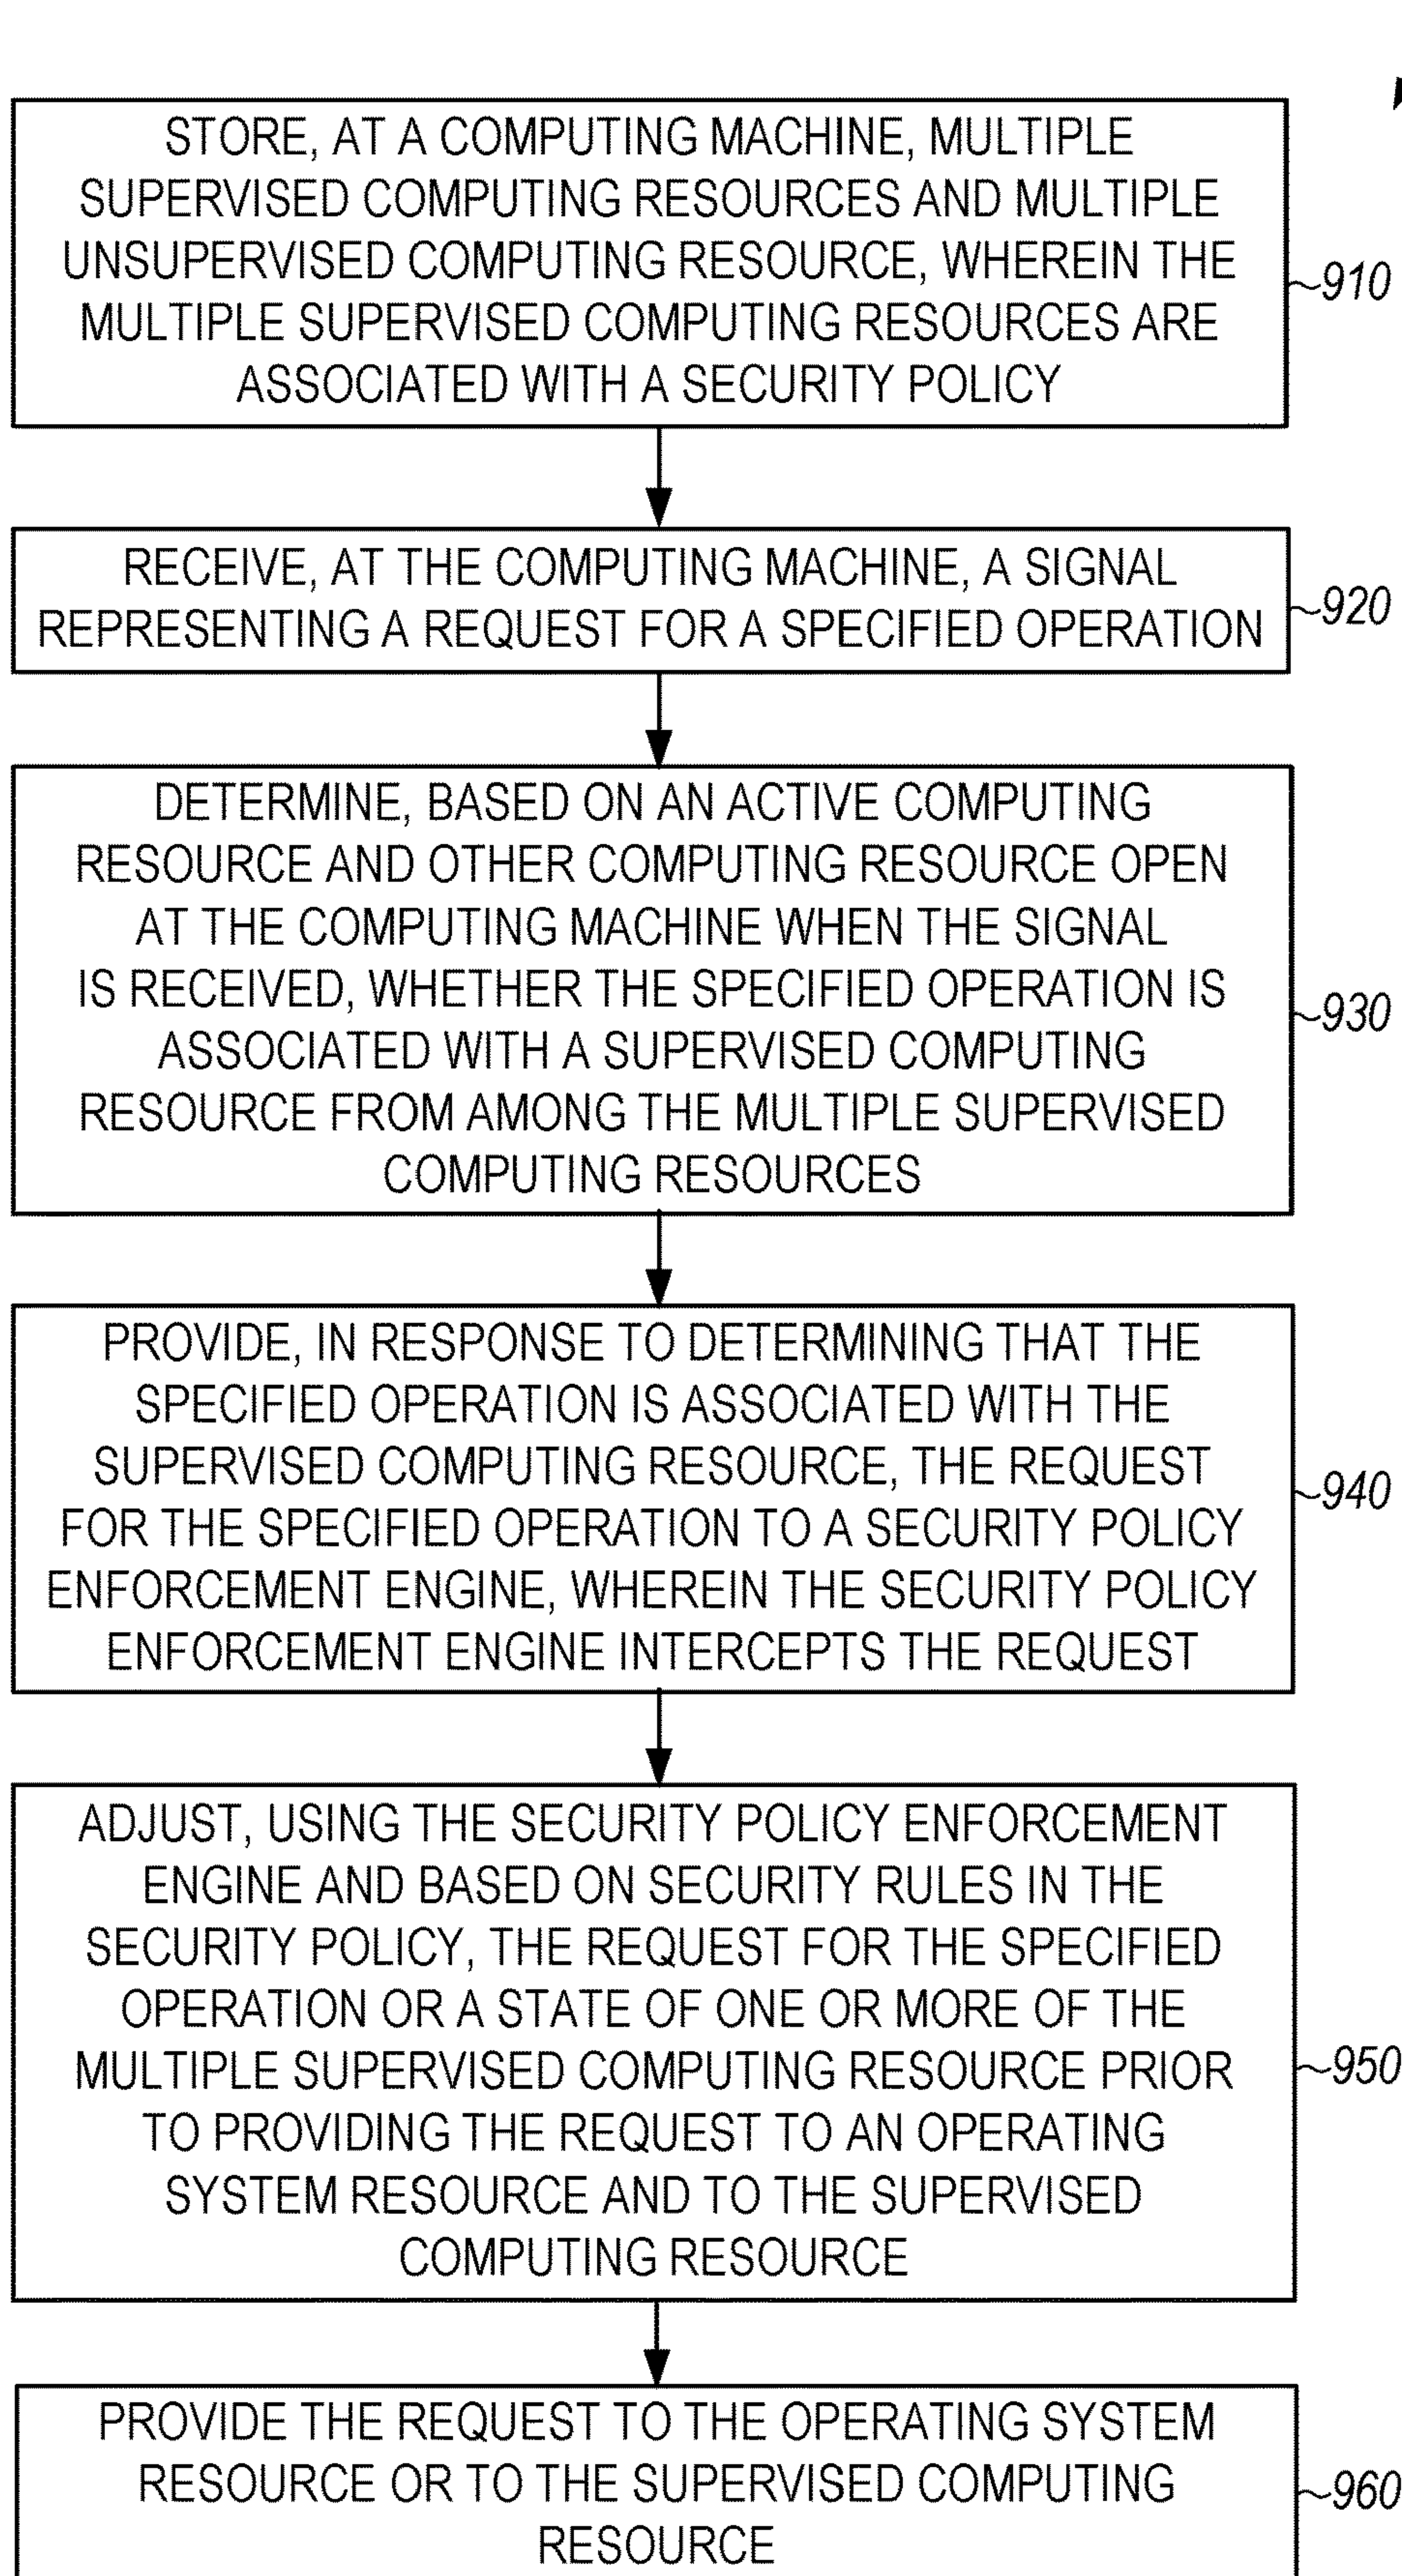 STORE, AT A COMPUTING MACHINE, MULTIPLE
SUPERVISED COMPUTING RESOURCES AND MULTIPLE
UNSUPERVISED COMPUTING RESOURCE, WHEREIN THE
MULTIPLE SUPERVISED COMPUTING RESOURCES ARE
ASSOCIATED WITH A SECURITY POLICY
910
RECEIVE, AT THE COMPUTING MACHINE, A SIGNAL
REPRESENTING A REQUEST FOR A SPECIFIED OPERATION
920
DETERMINE, BASED ON AN ACTIVE COMPUTING
RESOURCE AND OTHER COMPUTING RESOURCE OPEN
AT THE COMPUTING MACHINE WHEN THE SIGNAL
IS RECEIVED, WHETHER THE SPECIFIED OPERATION IS
ASSOCIATED WITH A SUPERVISED COMPUTING
RESOURCE FROM AMONG THE MULTIPLE SUPERVISED
COMPUTING RESOURCES
930
PROVIDE, IN RESPONSE TO DETERMINING THAT THE
SPECIFIED OPERATION IS ASSOCIATED WITH THE
SUPERVISED COMPUTING RESOURCE, THE REQUEST
FOR THE SPECIFIED OPERATION TO A SECURITY POLICY
ENFORCEMENT ENGINE, WHEREIN THE SECURITY POLICY
ENFORCEMENT ENGINE INTERCEPTS THE REQUEST
940
ADJUST, USING THE SECURITY POLICY ENFORCEMENT
ENGINE AND BASED ON SECURITY RULES IN THE
SECURITY POLICY, THE REQUEST FOR THE SPECIFIED
OPERATION OR A STATE OF ONE OR MORE OF THE
MULTIPLE SUPERVISED COMPUTING RESOURCE PRIOR
TO PROVIDING THE REQUEST TO AN OPERATING
SYSTEM RESOURCE AND TO THE SUPERVISED
COMPUTING RESOURCE
950
PROVIDE THE REQUEST TO THE OPERATING SYSTEM
RESOURCE OR TO THE SUPERVISED COMPUTING
RESOURCE
960